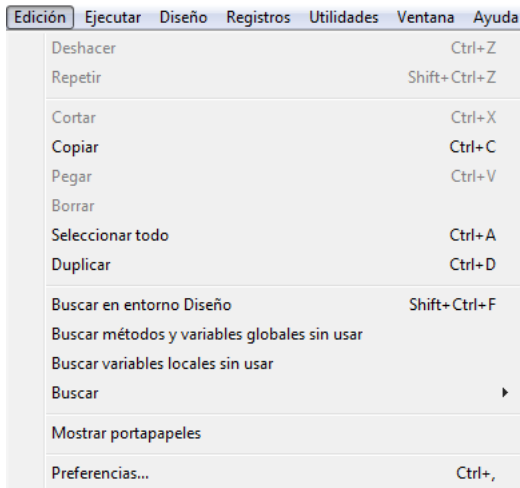 Edición Ejecutar Diseño Registros Utilidades Ventana Ayuda
Deshacer Ctrl+Z
Repetir Shift+Ctrl+Z
Cortar Ctrl+X
Copiar Ctrl+C
Pegar Ctrl+V
Borrar
Seleccionar todo Ctrl+A
Duplicar Ctrl+D
Buscar en entorno Diseño Shift+Ctrl+F
Buscar métodos y variables globales sin usar
Buscar variables locales sin usar
Buscar
Mostrar portapapeles
Preferencias... Ctrl+,